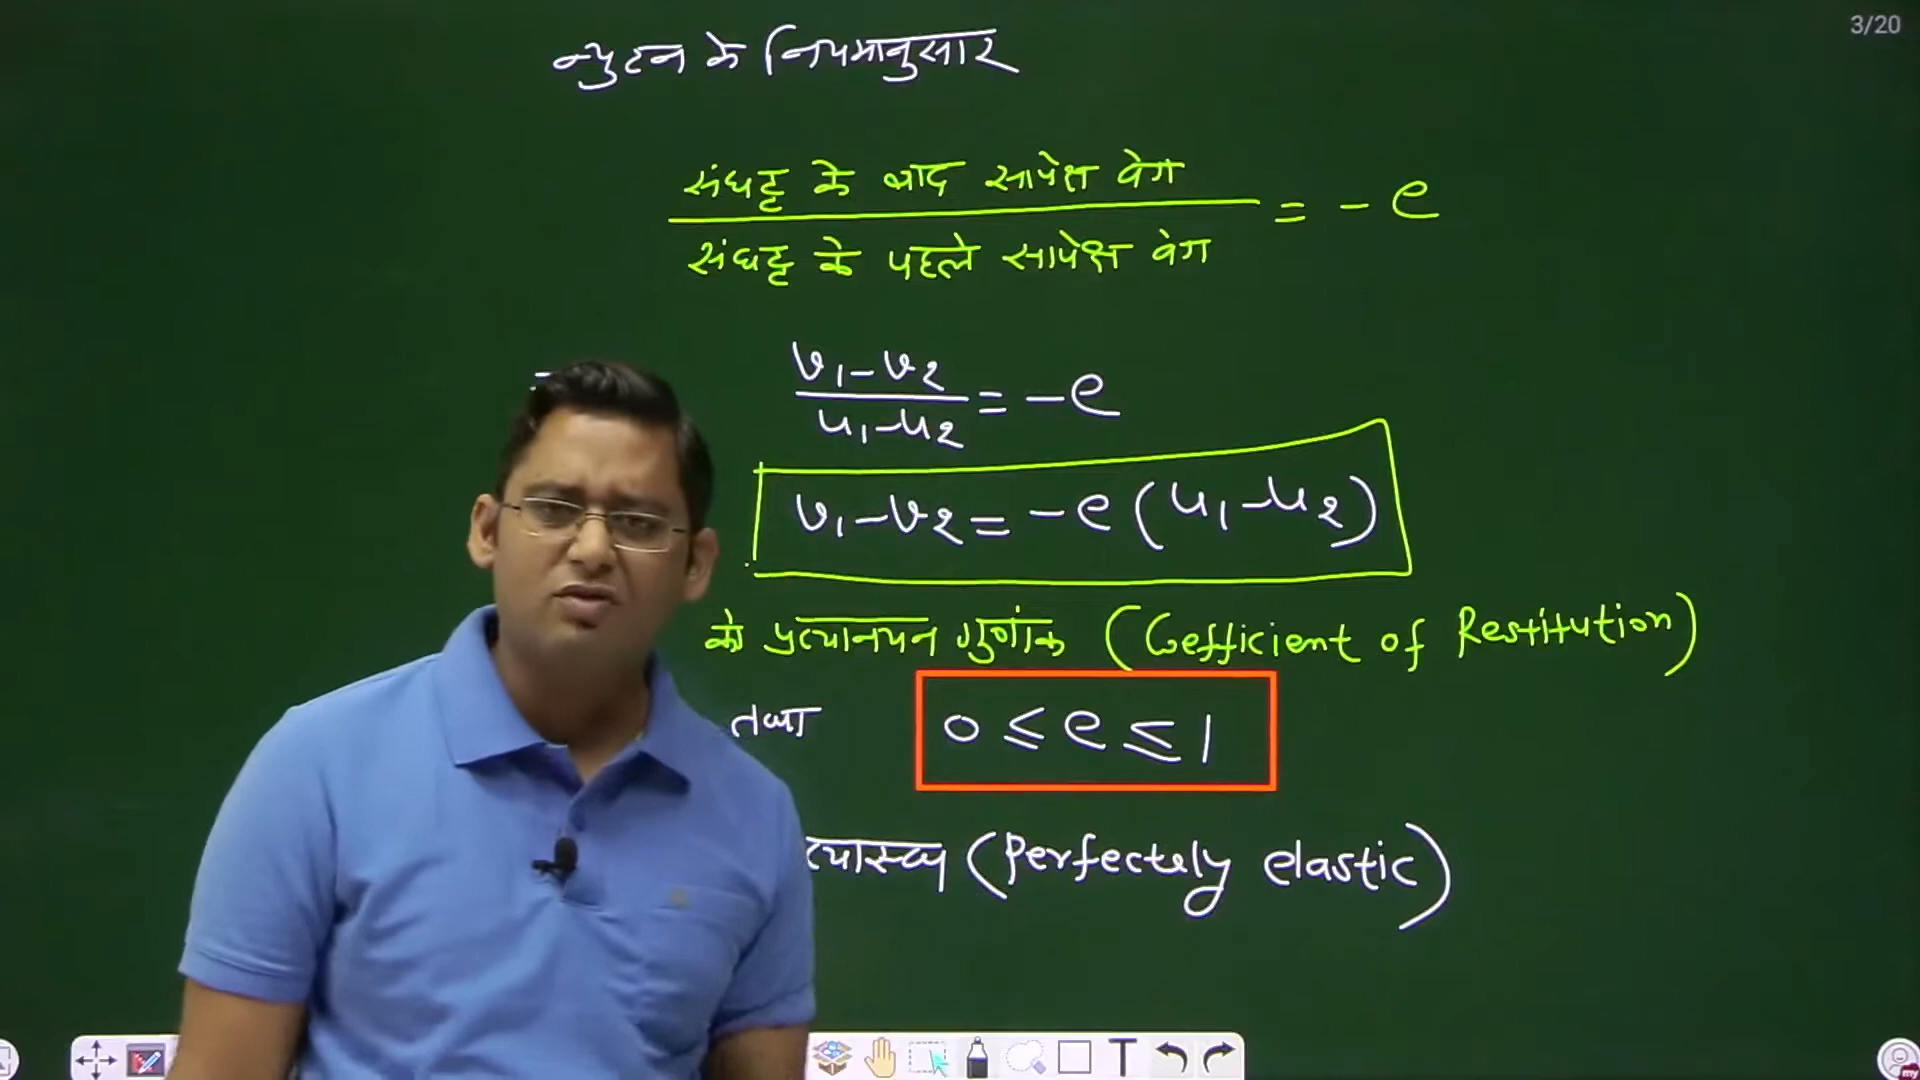 3/20
न्युटन के नियमानुसार
संघट्ट के बाद सापेक्ष वेग
= - e
संघट्ट के पहले सापेक्ष वेग
v₁-v₂
= -e
u₁-u₂
v₁-v₂ = -e (u₁-u₂)
को प्रत्यानयन गुणांक (Coefficient of Restitution)
तथा 0 ≤ e ≤ 1
(Perfectely elastic)
T
my